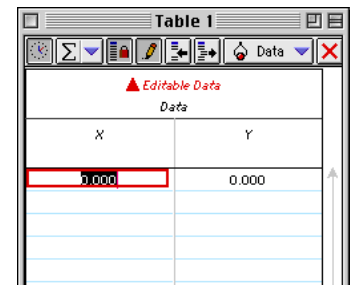 Table 1
Σ Data
Editable Data
Data
X Y
0.000 0.000